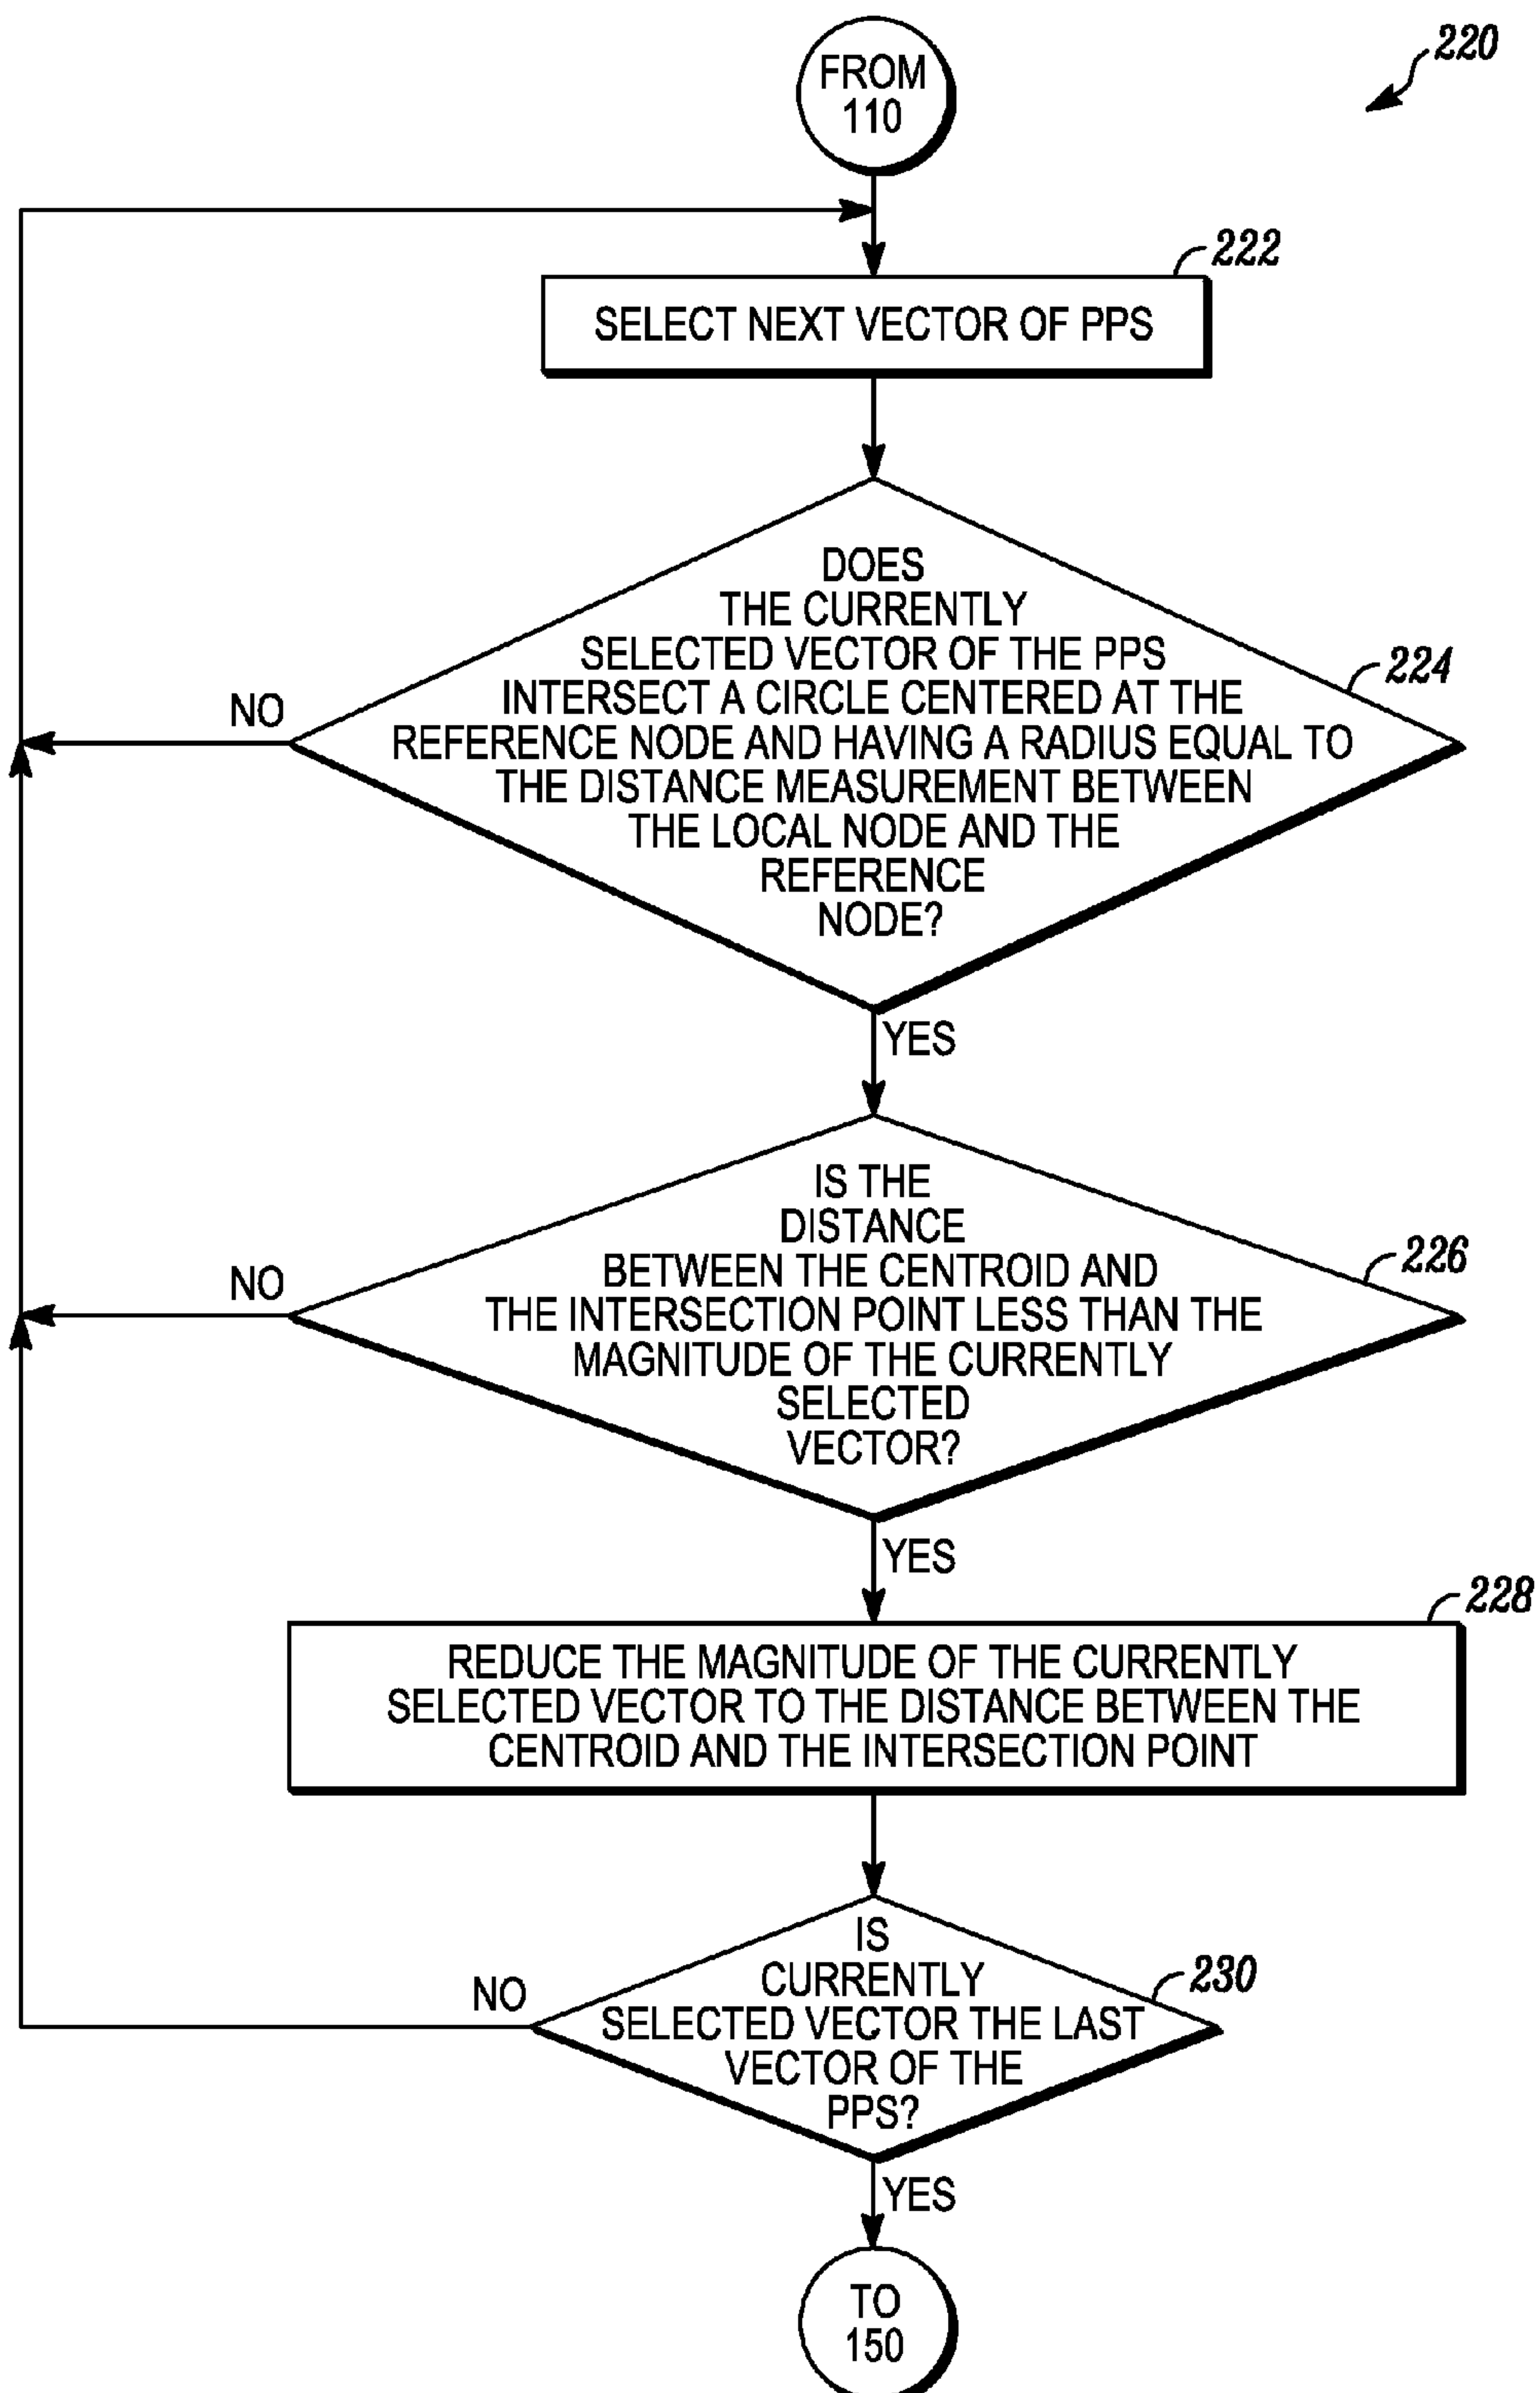 220
FROM
110
222
SELECT NEXT VECTOR OF PPS
DOES
THE CURRENTLY
SELECTED VECTOR OF THE PPS
INTERSECT A CIRCLE CENTERED AT THE
REFERENCE NODE AND HAVING A RADIUS EQUAL TO
THE DISTANCE MEASUREMENT BETWEEN
THE LOCAL NODE AND THE
REFERENCE
NODE?
224
NO
YES
IS THE
DISTANCE
BETWEEN THE CENTROID AND
THE INTERSECTION POINT LESS THAN THE
MAGNITUDE OF THE CURRENTLY
SELECTED
VECTOR?
226
NO
YES
228
REDUCE THE MAGNITUDE OF THE CURRENTLY
SELECTED VECTOR TO THE DISTANCE BETWEEN THE
CENTROID AND THE INTERSECTION POINT
IS
CURRENTLY
SELECTED VECTOR THE LAST
VECTOR OF THE
PPS?
230
NO
YES
TO
150